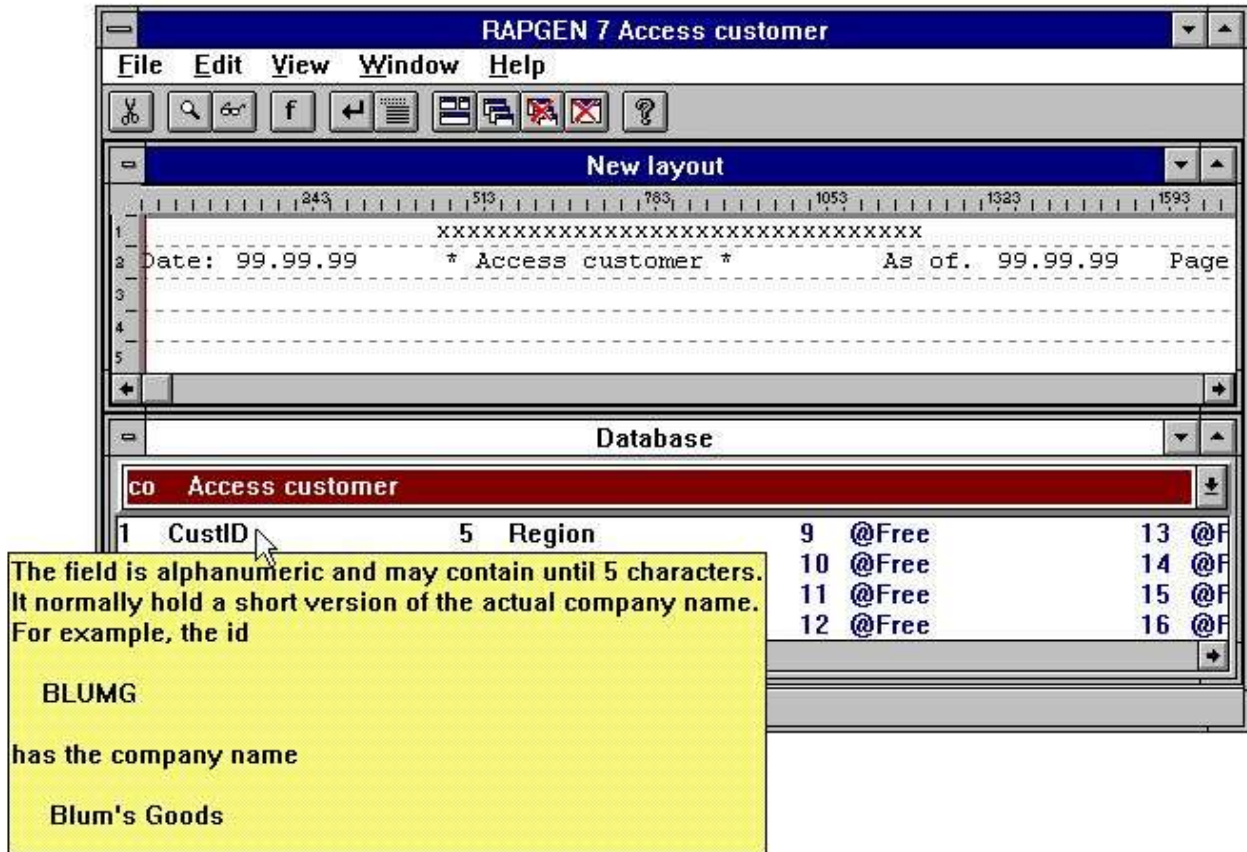 RAPGEN 7 Access customer
File Edit View Window Help
f ?
New layout
243 513 783 1053 1323 1593
1 xxxxxxxxxxxxxxxxxxxxxxxxxxxxxxxx
2 Date: 99.99.99 * Access customer * As of. 99.99.99 Page
3
4
5
Database
co Access customer
1 CustID 5 Region 9 @Free 13 @F
10 @Free 14 @F
11 @Free 15 @F
12 @Free 16 @F
The field is alphanumeric and may contain until 5 characters.
It normally hold a short version of the actual company name.
For example, the id
BLUMG
has the company name
Blum's Goods